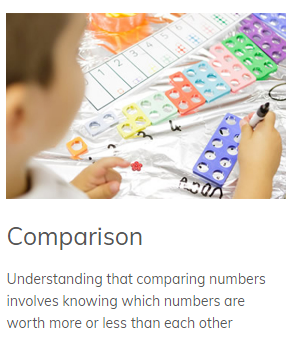 Comparison
Understanding that comparing numbers
involves knowing which numbers are
worth more or less than each other